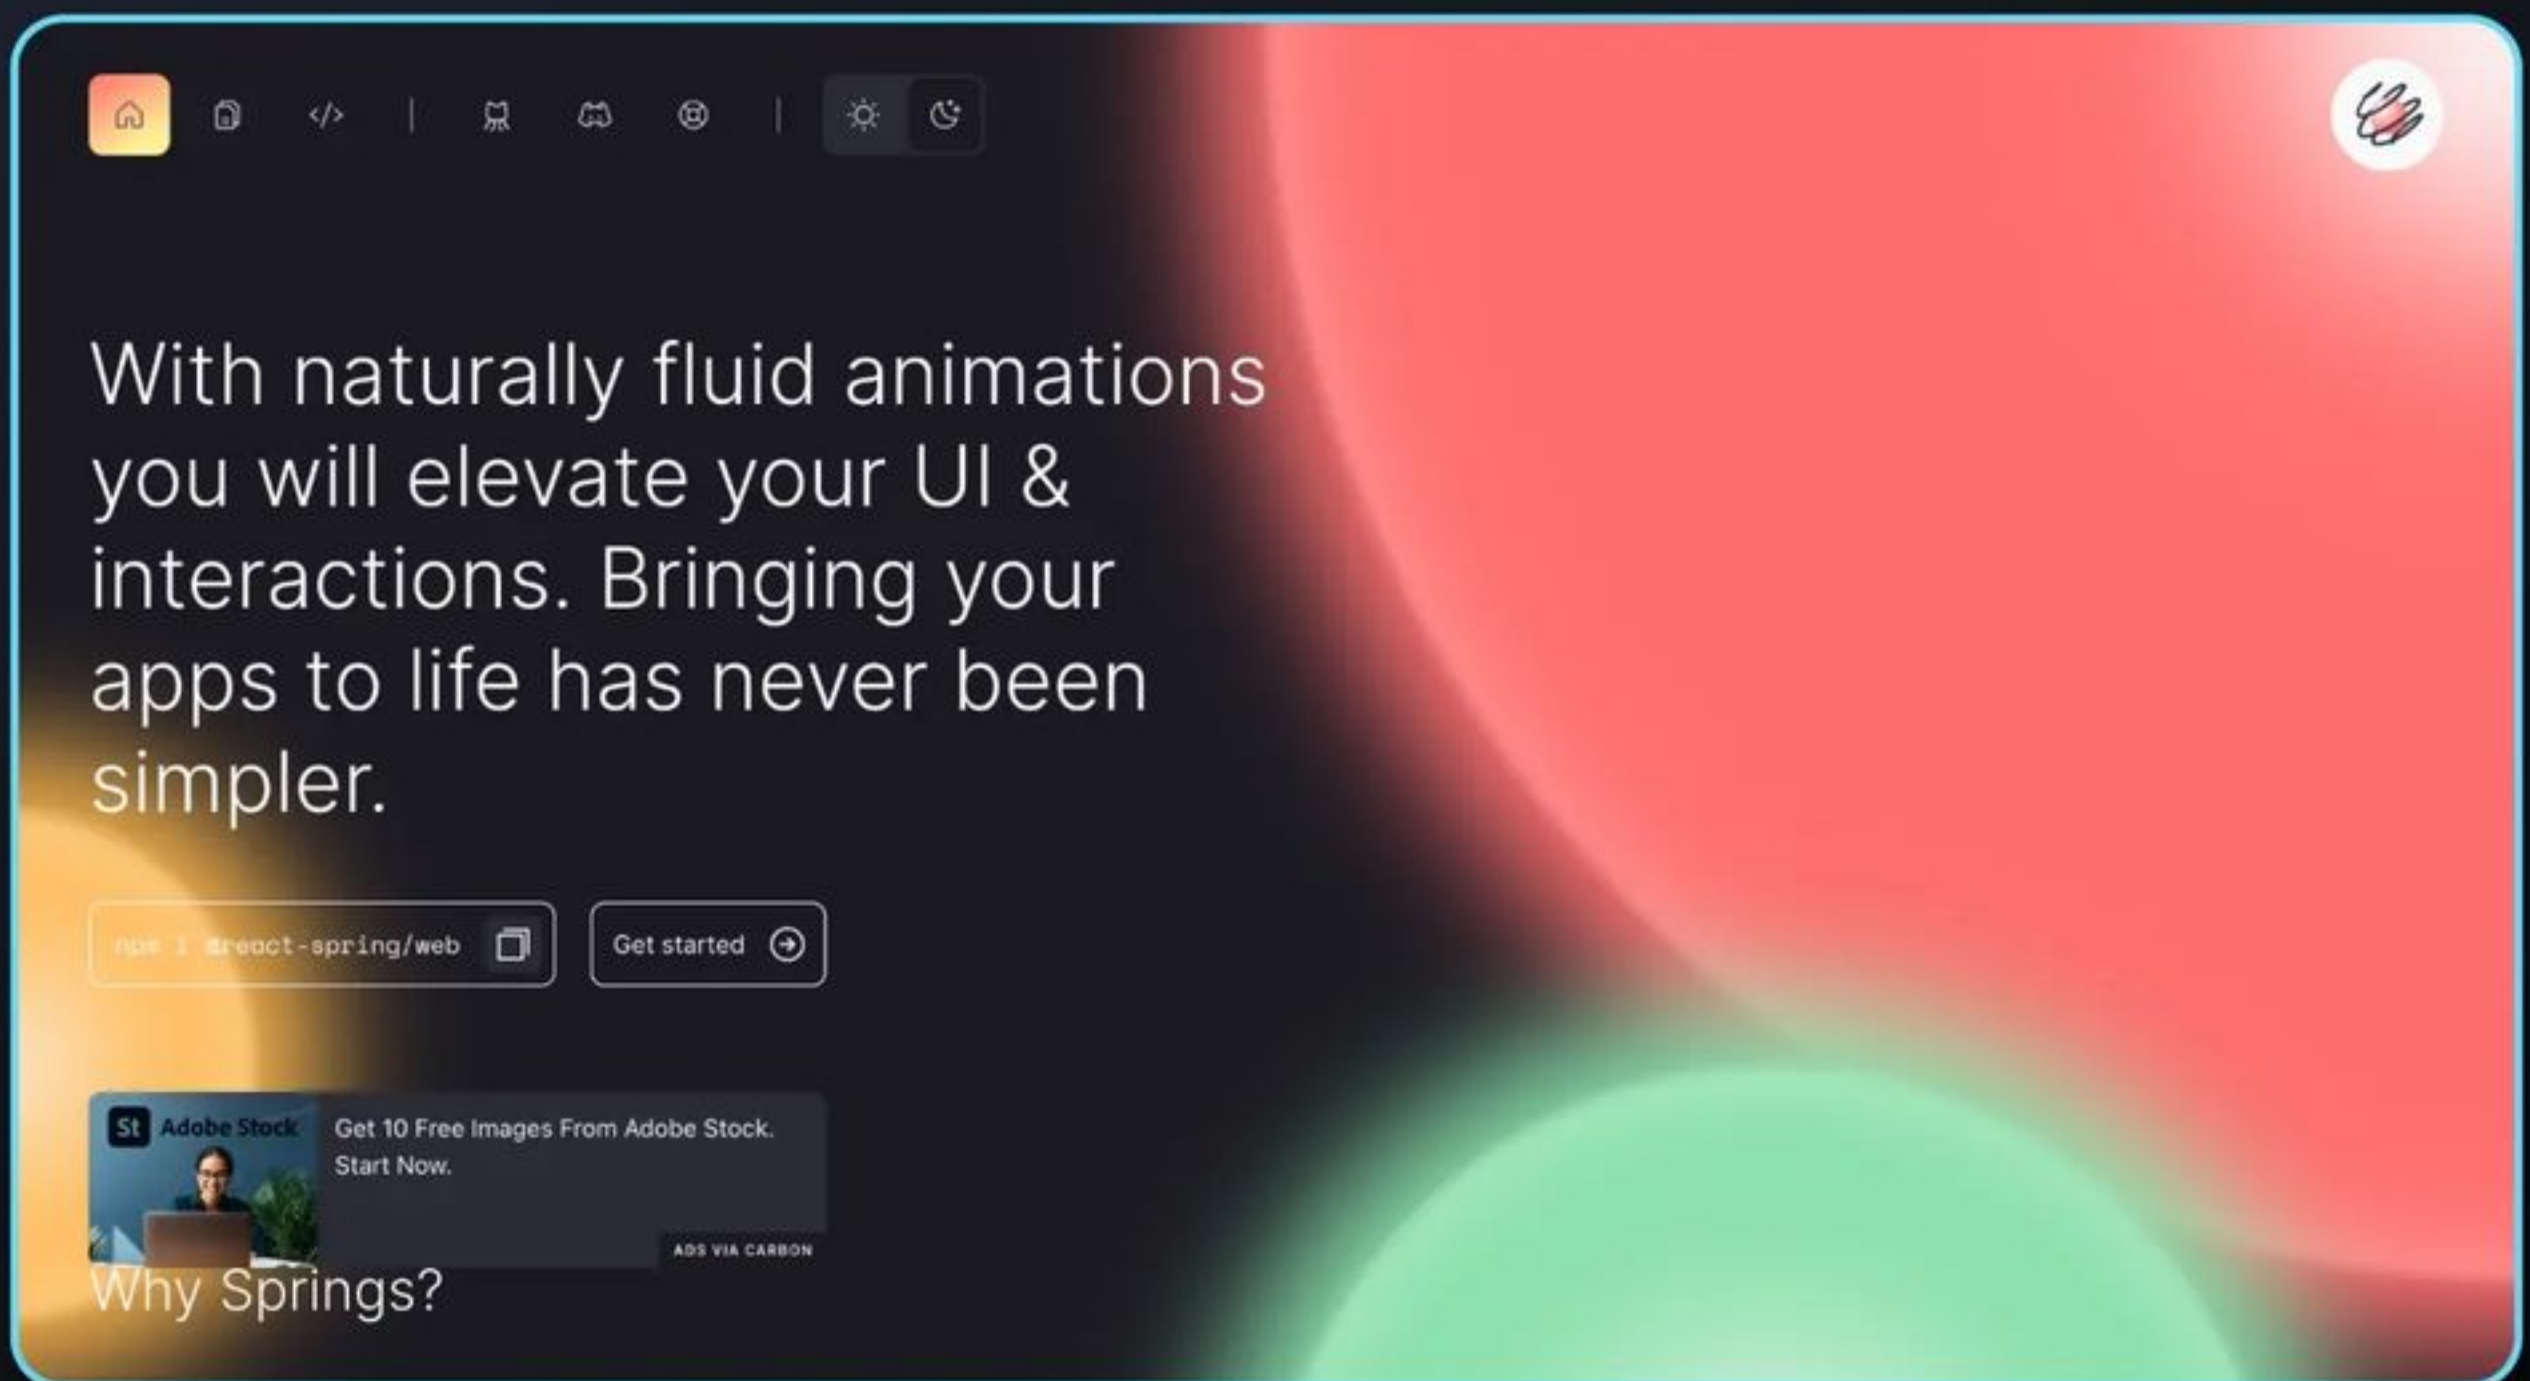 With naturally fluid animations
you will elevate your UI &
interactions. Bringing your
apps to life has never been
simpler.
i @react-spring/web
Get started
St Adobe Stock
Get 10 Free Images From Adobe Stock.
Start Now.
ADS VIA CARBON
Why Springs?